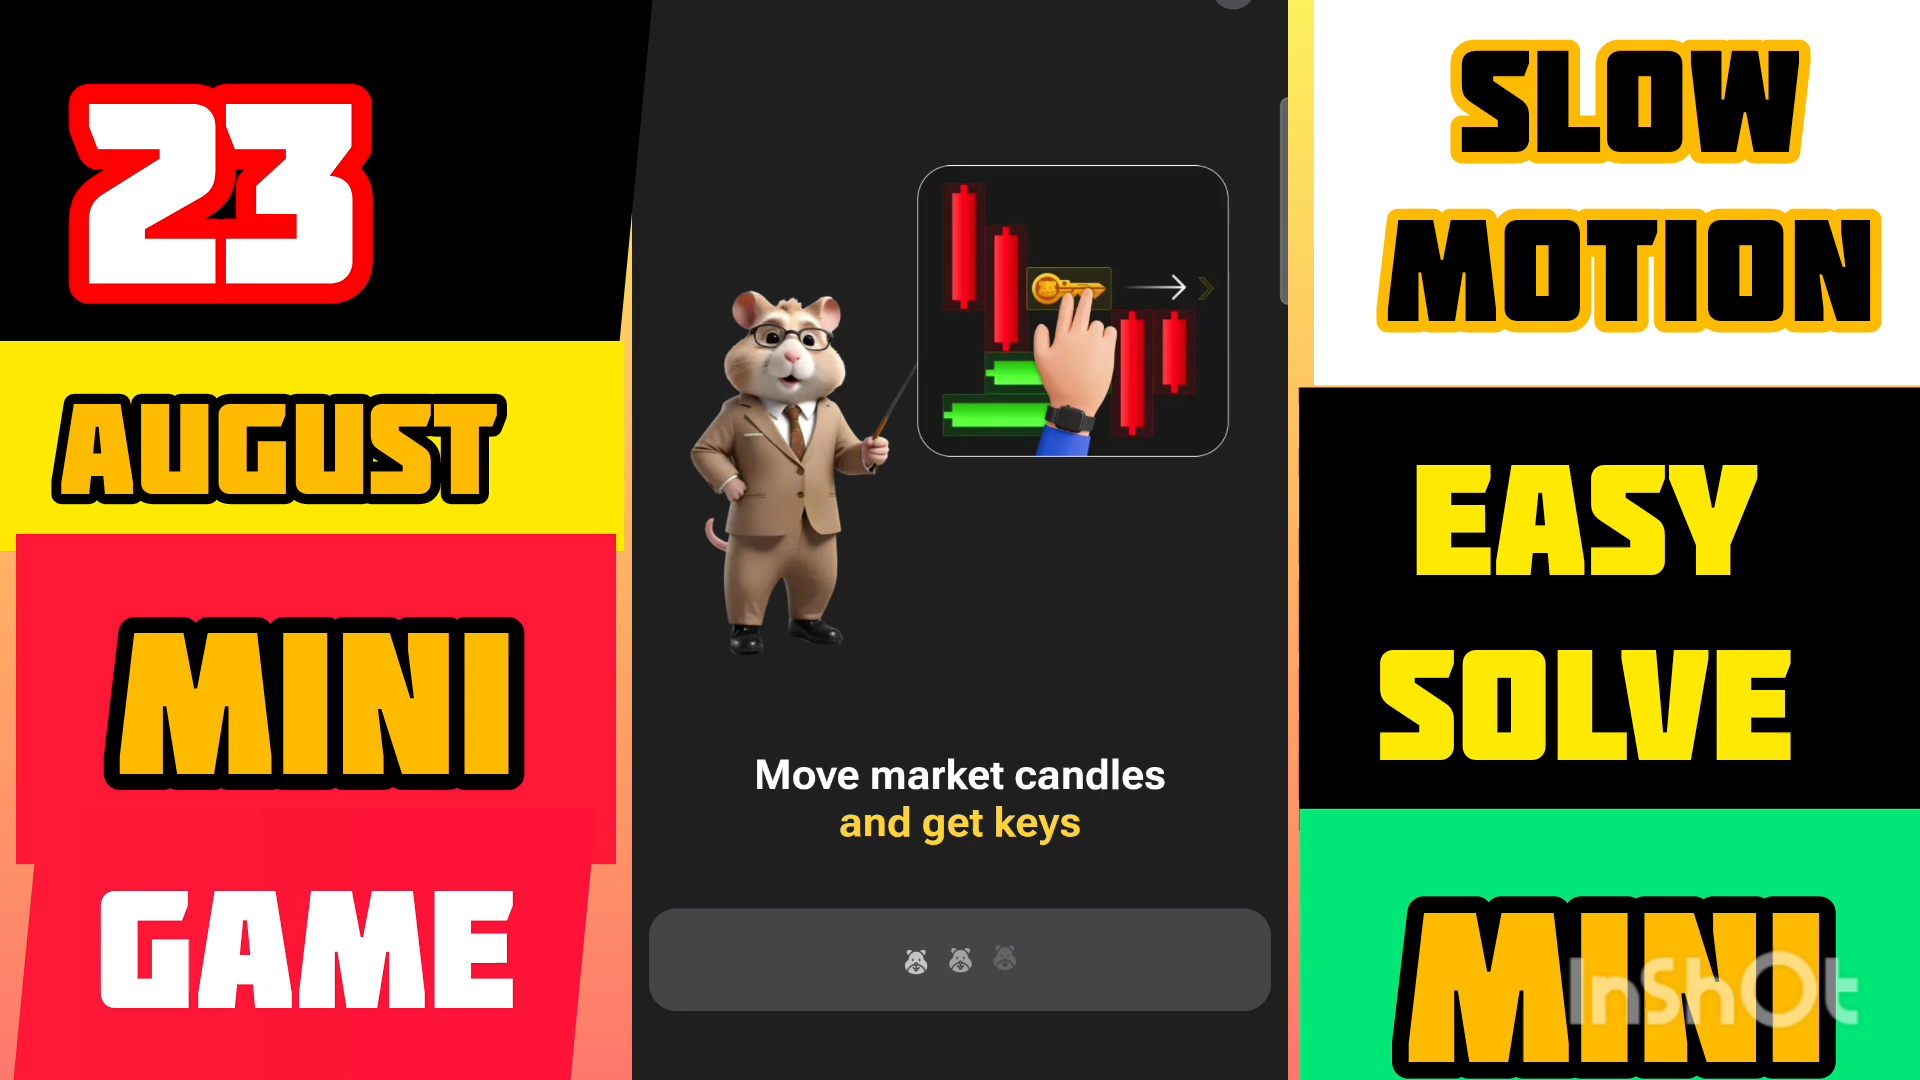 23
AUGUST
MINI
GAME
Move market candles
and get keys
SLOW
MOTION
EASY
SOLVE
MINI
InShOt